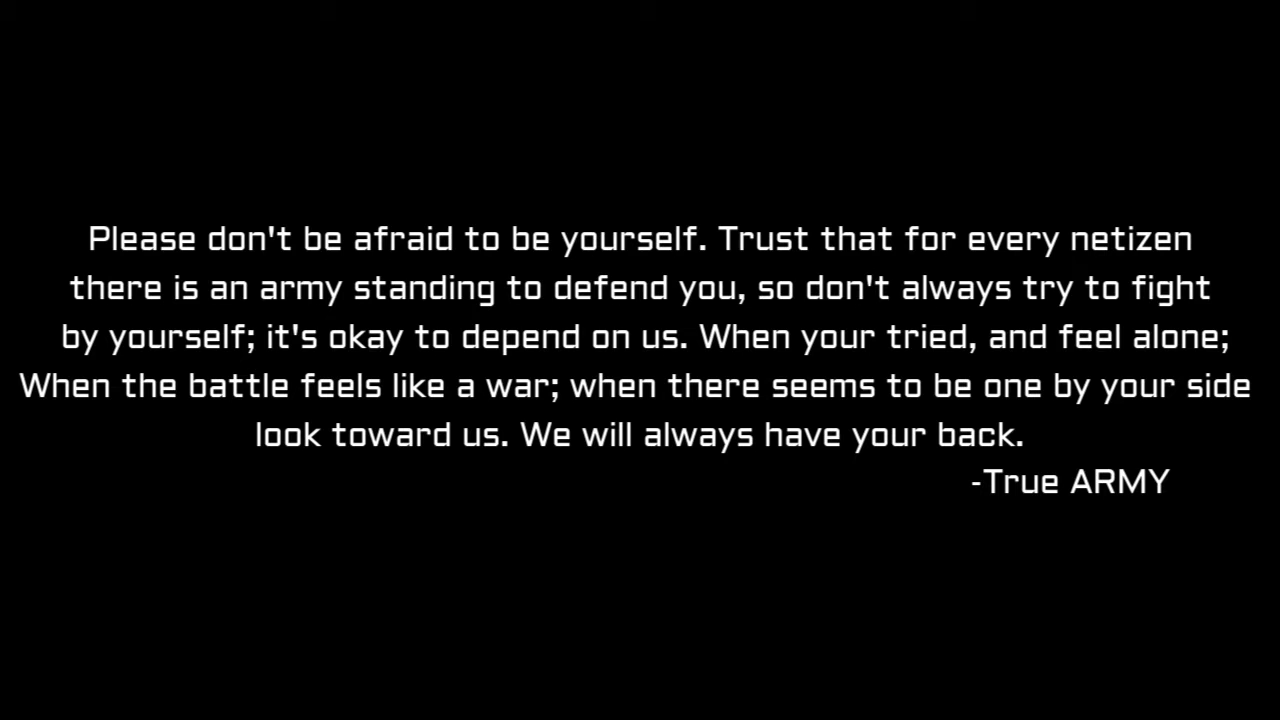 Please don't be afraid to be yourself. Trust that for every netizen
there is an army standing to defend you, so don't always try to fight
by yourself; it's okay to depend on us. When your tried, and feel alone;
When the battle feels like a war; when there seems to be one by your side
look toward us. We will always have your back.
-True ARMY